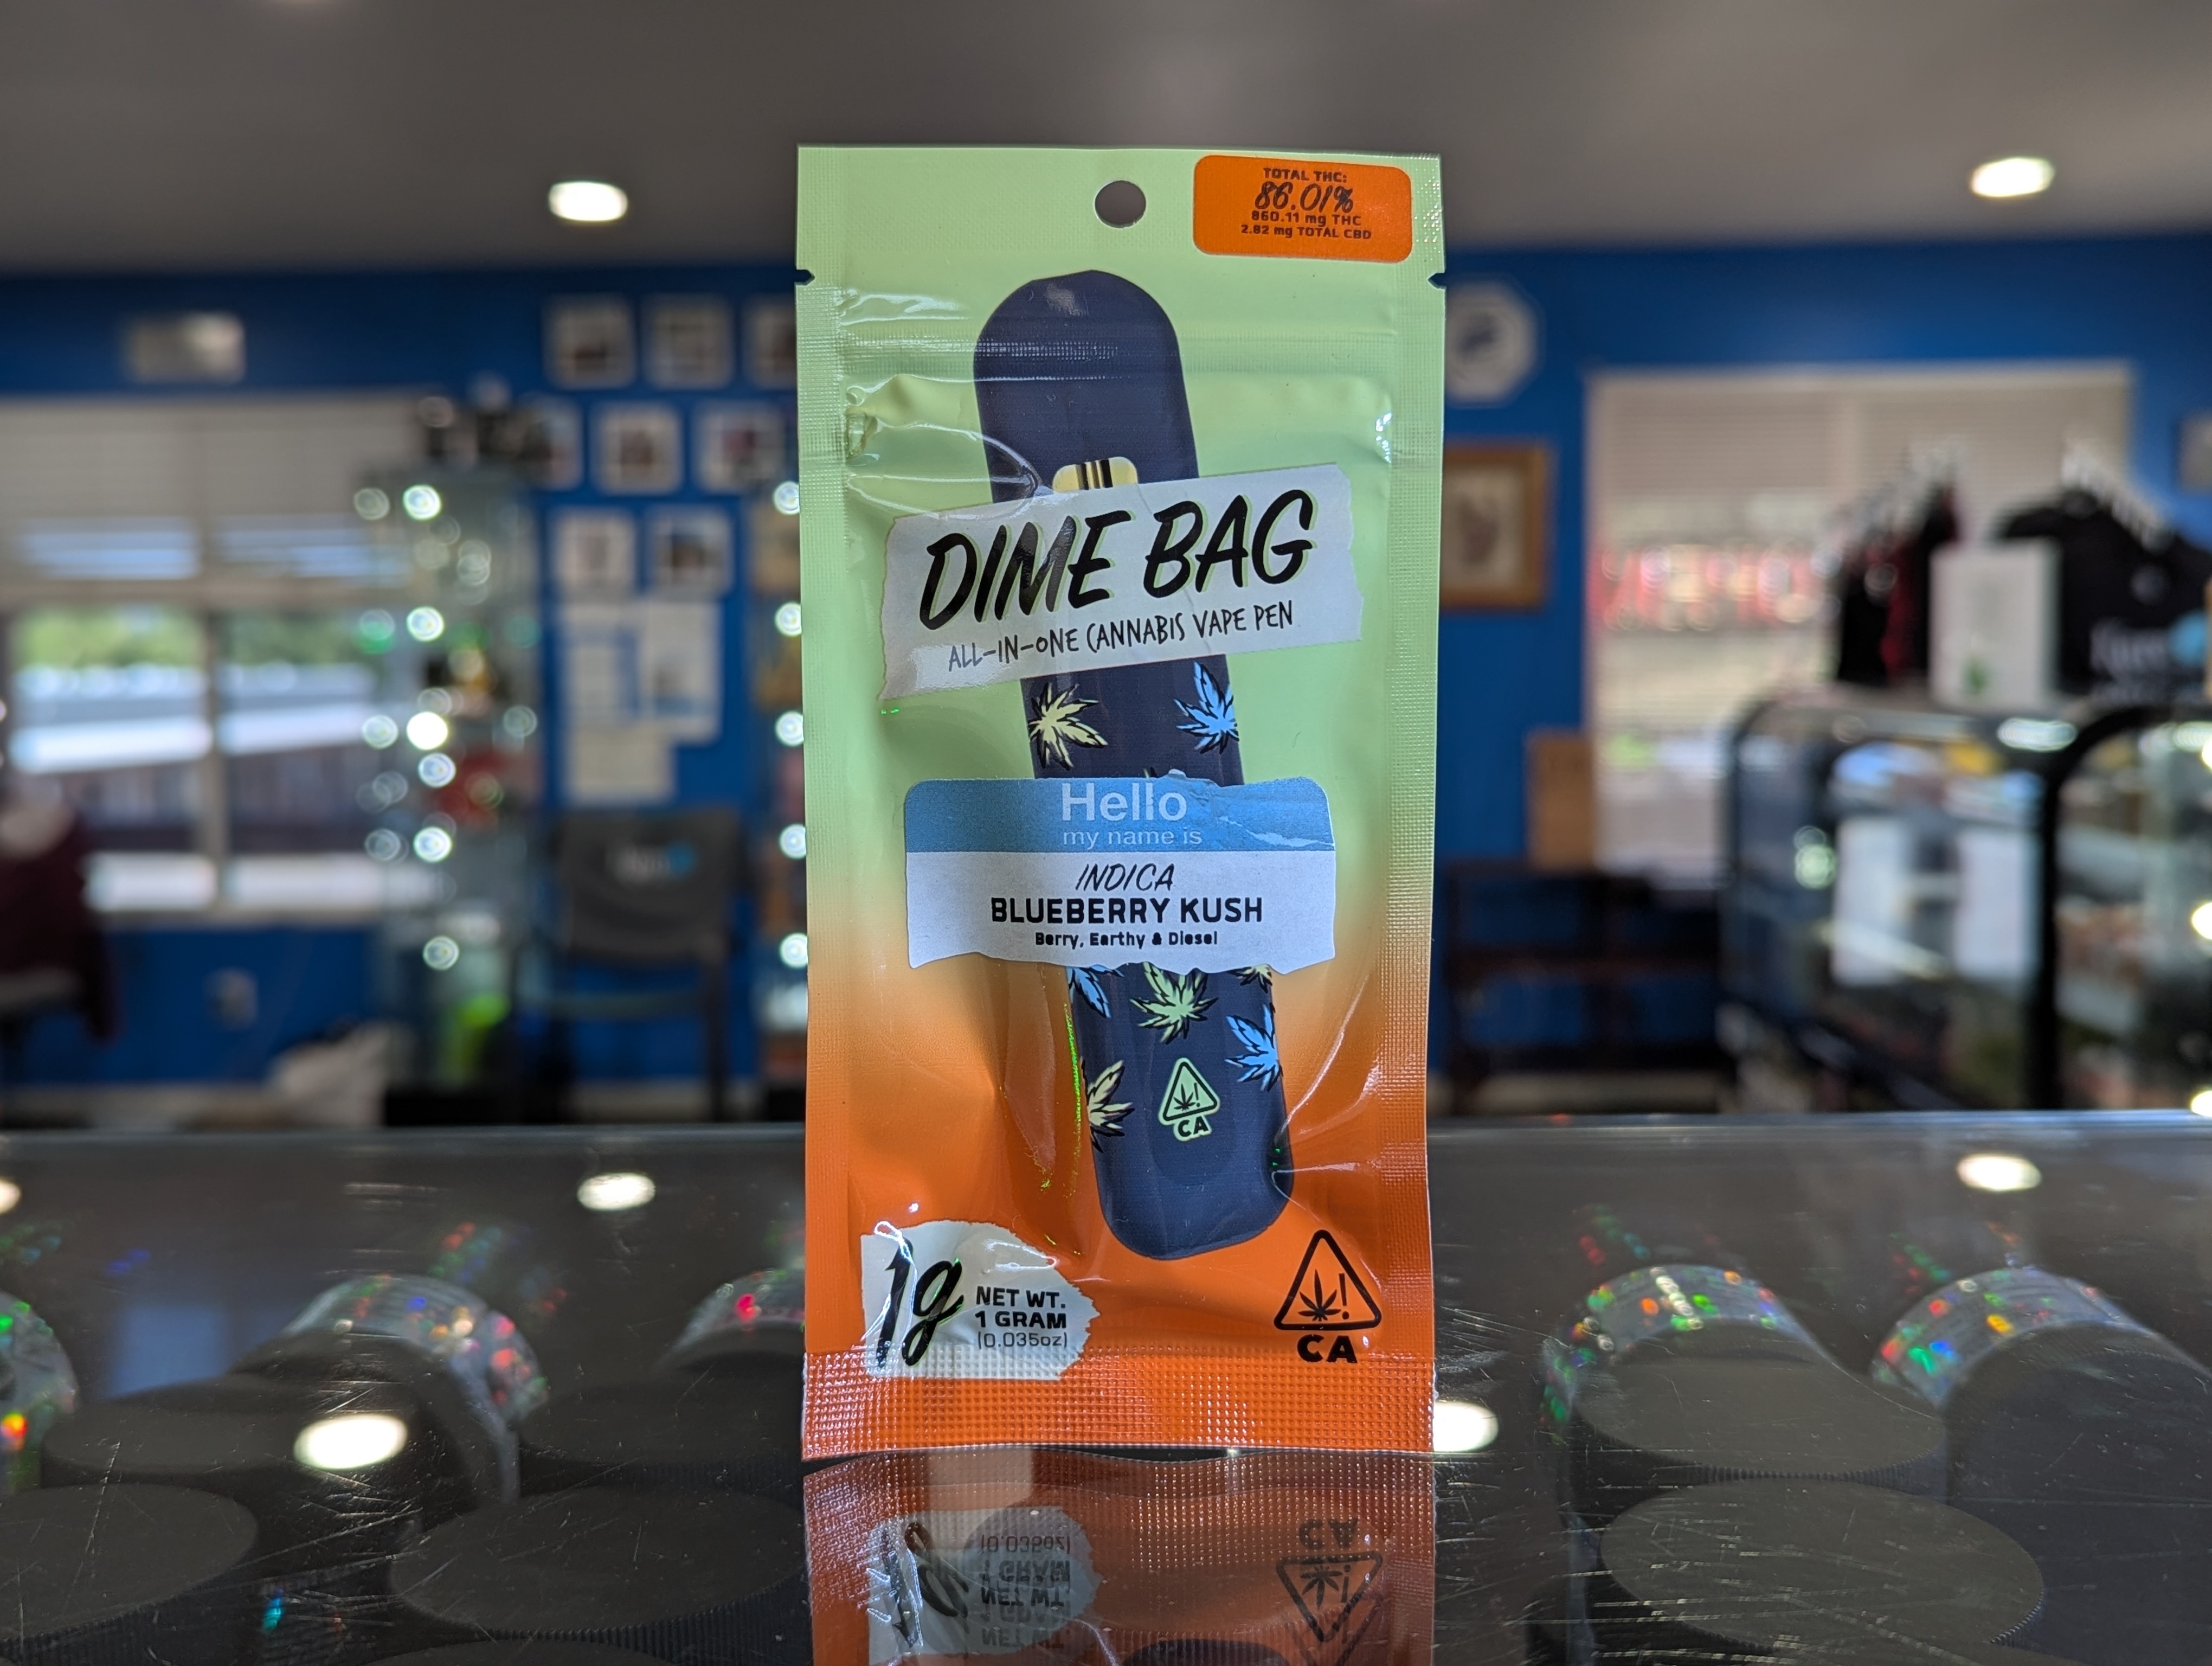 TOTAL THC:
86.01%
860.11 mg THC
2.82 mg TOTAL CBD
DIME BAG
ALL-IN-ONE CANNABIS VAPE PEN
Hello
my name is
INDICA
BLUEBERRY KUSH
Berry, Earthy & Diesel
CA
1g
NET WT.
1 GRAM
(0.035oz)
CA